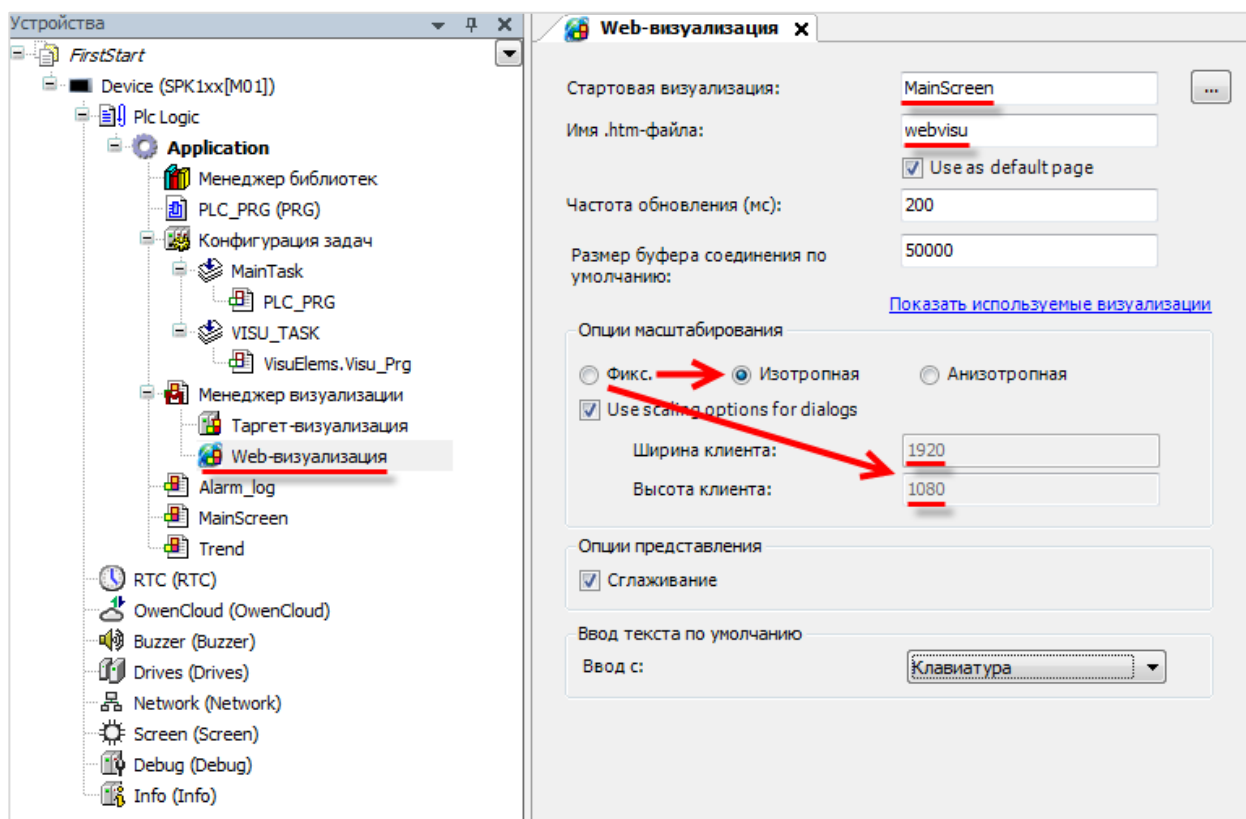 Устройства
FirstStart
Device (SPK1xx[M01])
Plc Logic
Application
Менеджер библиотек
PLC_PRG (PRG)
Конфигурация задач
MainTask
PLC_PRG
VISU_TASK
VisuElems.Visu_Prg
Менеджер визуализации
Таргет-визуализация
Web-визуализация
Alarm_log
MainScreen
Trend
RTC (RTC)
OwenCloud (OwenCloud)
Buzzer (Buzzer)
Drives (Drives)
Network (Network)
Screen (Screen)
Debug (Debug)
Info (Info)
Web-визуализация
Стартовая визуализация: MainScreen ...
Имя .htm-файла: webvisu
Use as default page
Частота обновления (мс): 200
Размер буфера соединения по 50000
умолчанию:
Показать используемые визуализации
Опции масштабирования
Фикс. Изотропная Анизотропная
Use scaling options for dialogs
Ширина клиента: 1920
Высота клиента: 1080
Опции представления
Сглаживание
Ввод текста по умолчанию
Ввод с: Клавиатура